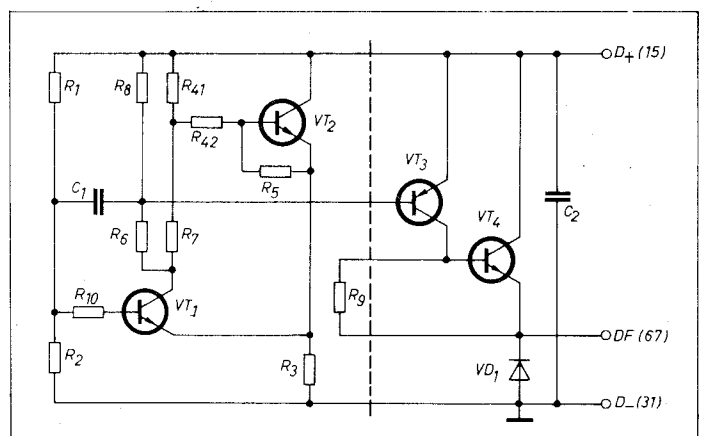 D+(15)
R1
R8
R41
VT2
R42
VT3
R5
C1
VT4
C2
R6
R7
R10
VT1
R9
DF(67)
R2
R3
VD1
D–(31)